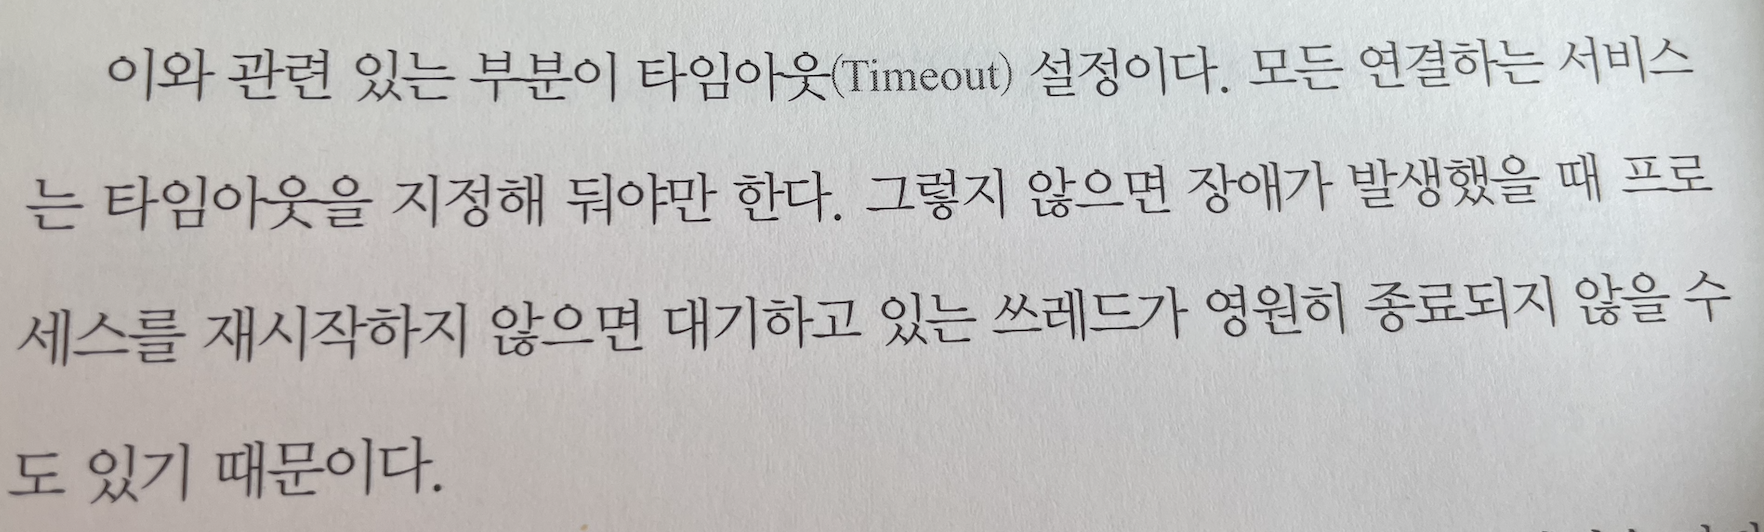 이와 관련 있는 부분이 타임아웃(Timeout) 설정이다. 모든 연결하는 서비스
는 타임아웃을 지정해 둬야만 한다. 그렇지 않으면 장애가 발생했을 때 프로
세스를 재시작하지 않으면 대기하고 있는 쓰레드가 영원히 종료되지 않을 수
도 있기 때문이다.